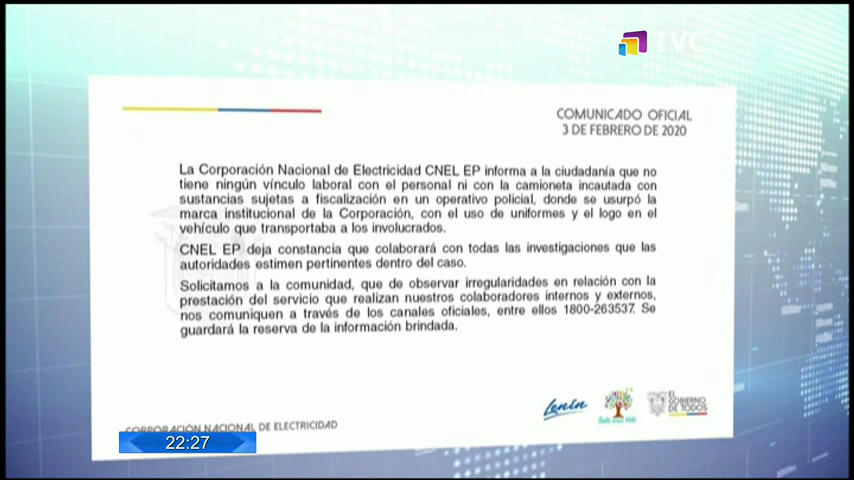 TVC
COMUNICADO OFICIAL
3 DE FEBRERO DE 2020
La Corporación Nacional de Electricidad CNEL EP informa a la ciudadanía que no
tiene ningún vínculo laboral con el personal ni con la camioneta incautada con
sustancias sujetas a fiscalización en un operativo policial, donde se usurpó la
marca institucional de la Corporación, con el uso de uniformes y el logo en el
vehículo que transportaba a los involucrados.
CNEL EP deja constancia que colaborará con todas las investigaciones que las
autoridades estimen pertinentes dentro del caso.
Solicitamos a la comunidad, que de observar irregularidades en relación con la
prestación del servicio que realizan nuestros colaboradores internos y externos,
nos comuniquen a través de los canales oficiales, entre ellos 1800-263537. Se
guardará la reserva de la información brindada.
Lenín
Toda una Vida
EL
GOBIERNO
DE TODOS
CORPORACIÓN NACIONAL DE ELECTRICIDAD
22:27